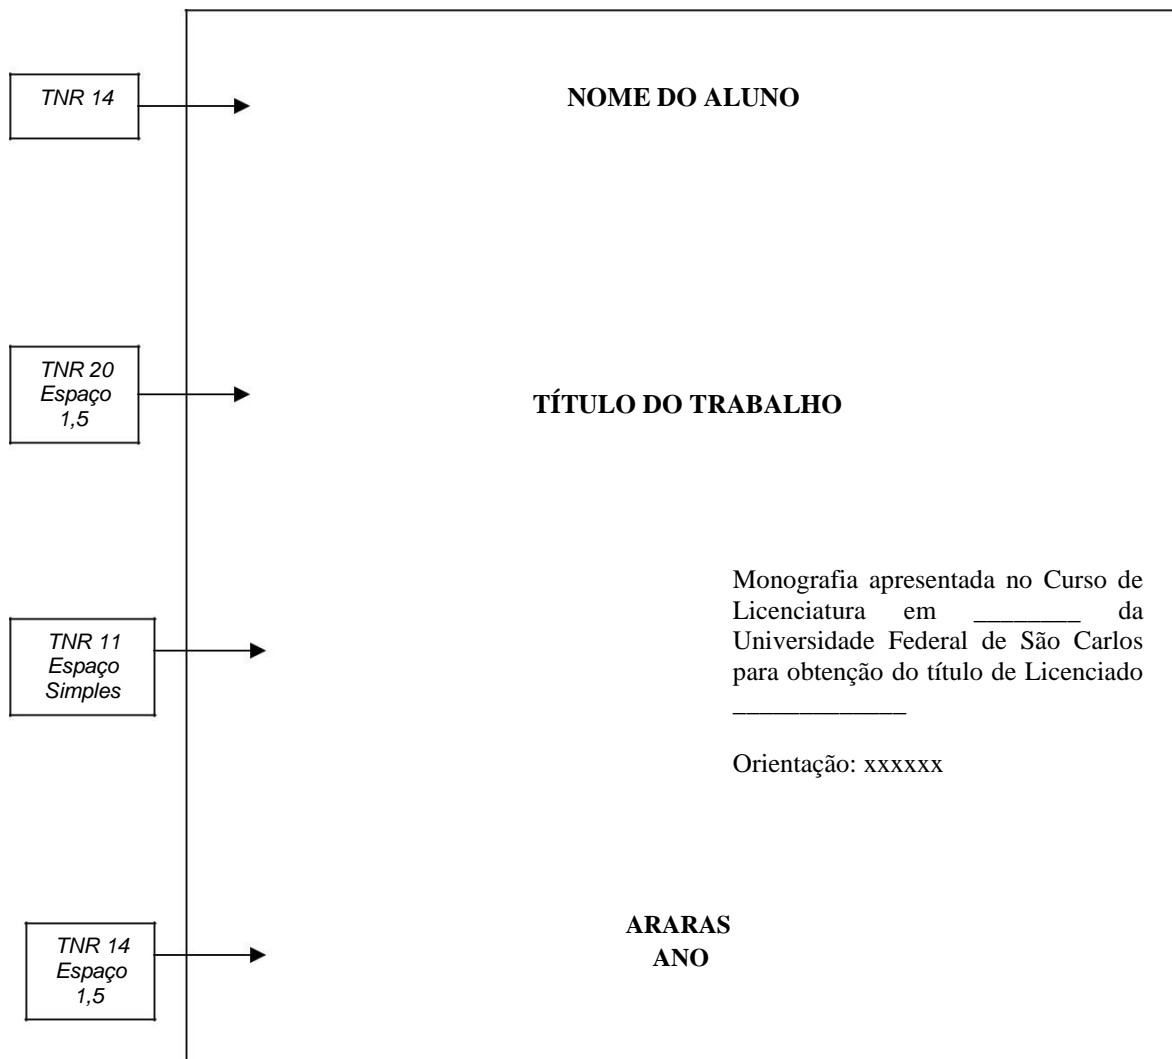 TNR 14
NOME DO ALUNO
TNR 20
Espaço
1,5
TÍTULO DO TRABALHO
Monografia apresentada no Curso de
Licenciatura em ________ da
Universidade Federal de São Carlos
para obtenção do título de Licenciado
_____________
TNR 11
Espaço
Simples
Orientação: xxxxxx
ARARAS
ANO
TNR 14
Espaço
1,5